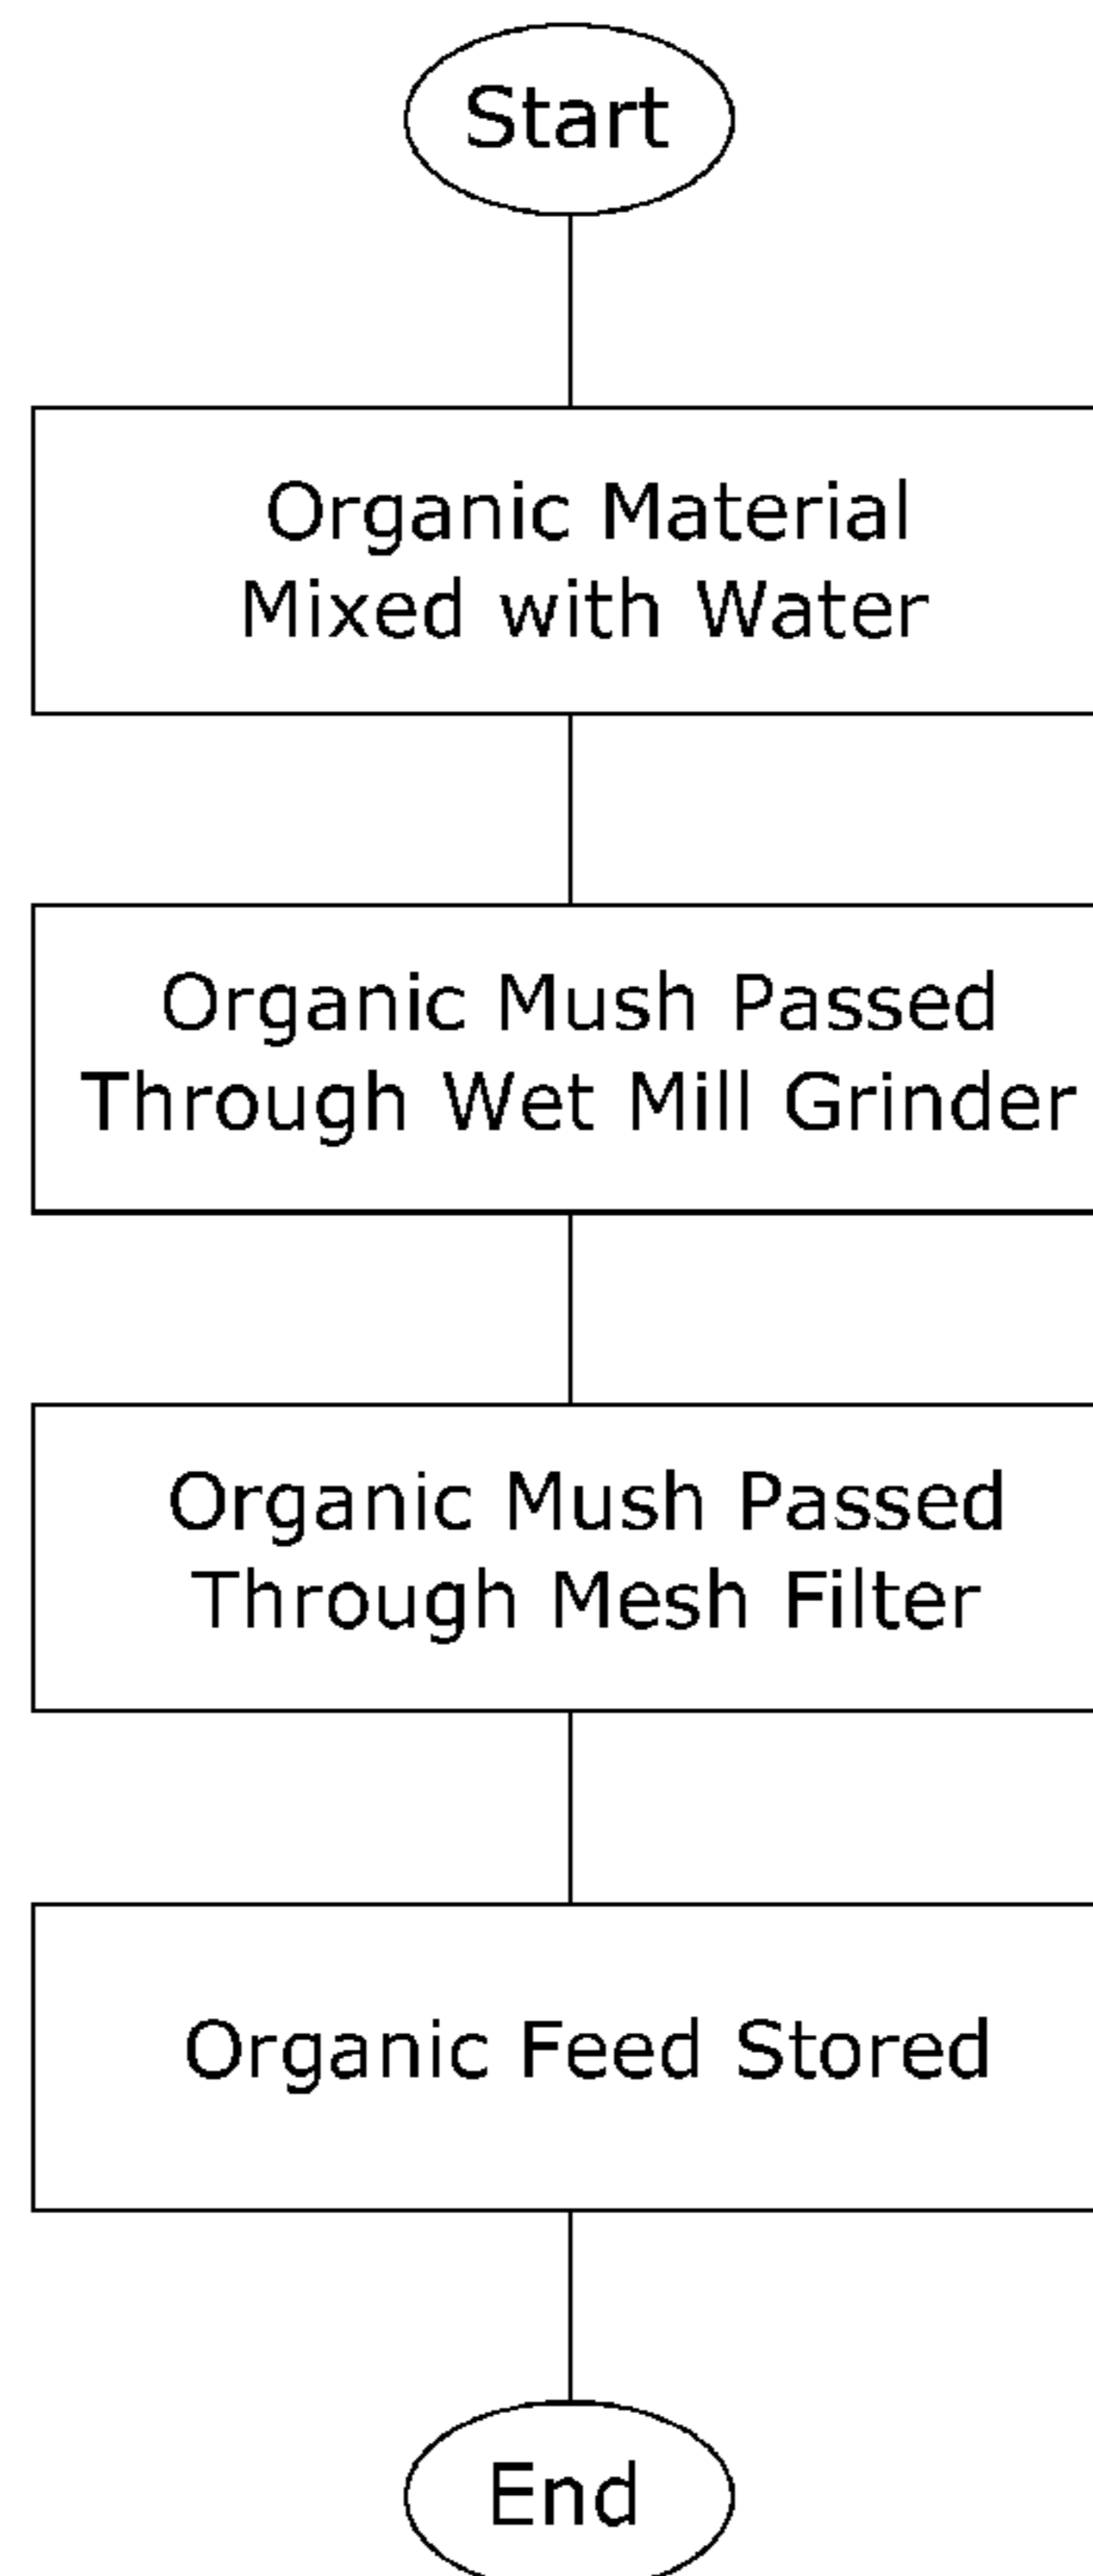 Start
Organic Material
Mixed with Water
Organic Mush Passed
Through Wet Mill Grinder
Organic Mush Passed
Through Mesh Filter
Organic Feed Stored
End